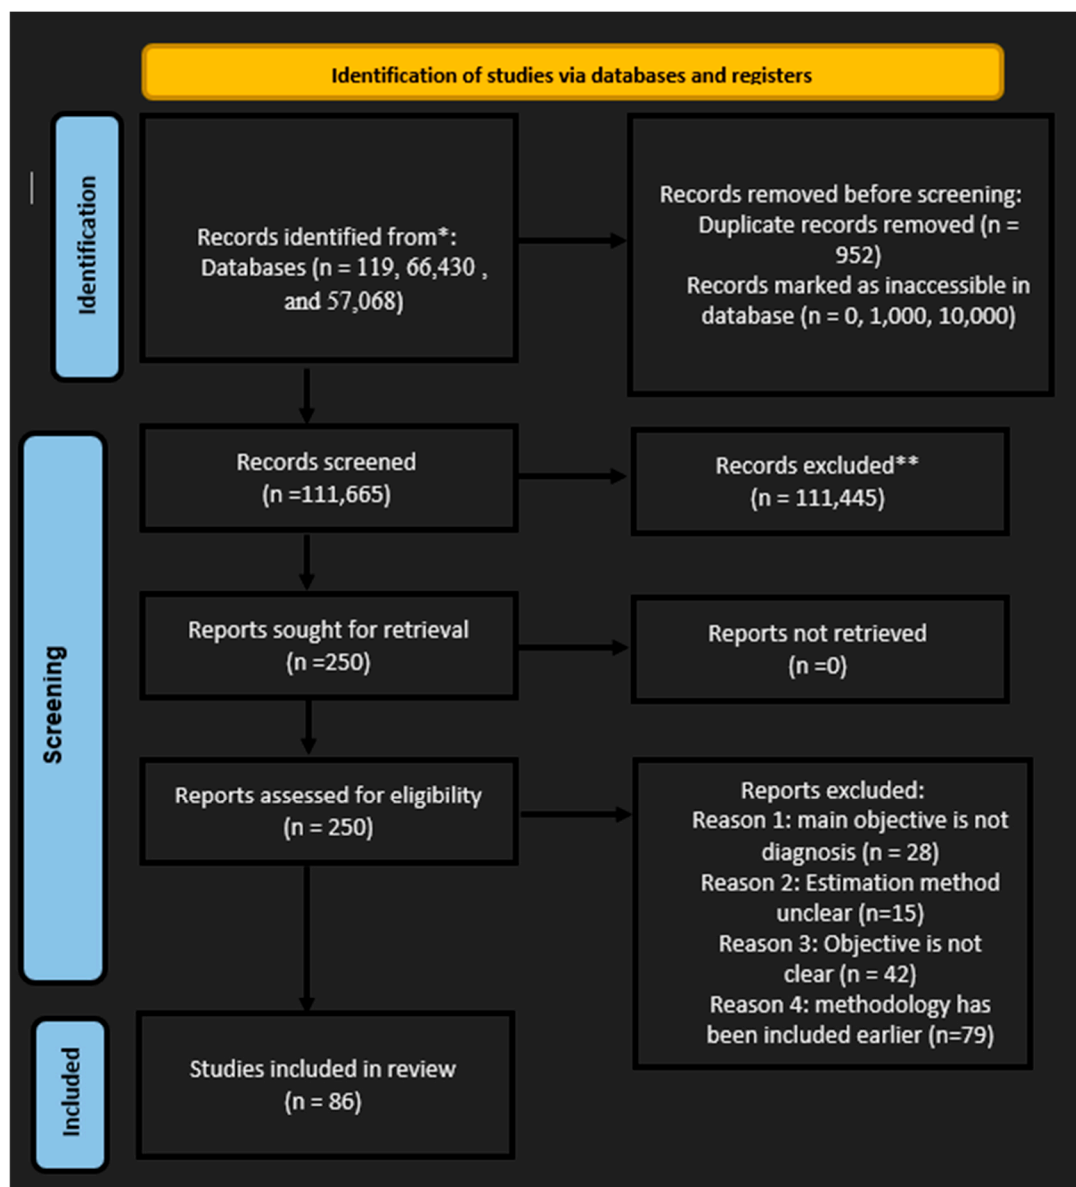 Identification of studies via databases and registers
Identification
Records identified from*:
Databases (n = 119, 66,430 ,
and 57,068)
Records removed before screening:
Duplicate records removed (n =
952)
Records marked as inaccessible in
database (n = 0, 1,000, 10,000)
Screening
Records screened
(n =111,665)
Records excluded**
(n = 111,445)
Reports sought for retrieval
(n =250)
Reports not retrieved
(n =0)
Reports assessed for eligibility
(n = 250)
Reports excluded:
Reason 1: main objective is not
diagnosis (n = 28)
Reason 2: Estimation method
unclear (n=15)
Reason 3: Objective is not
clear (n = 42)
Reason 4: methodology has
been included earlier (n=79)
Included
Studies included in review
(n = 86)